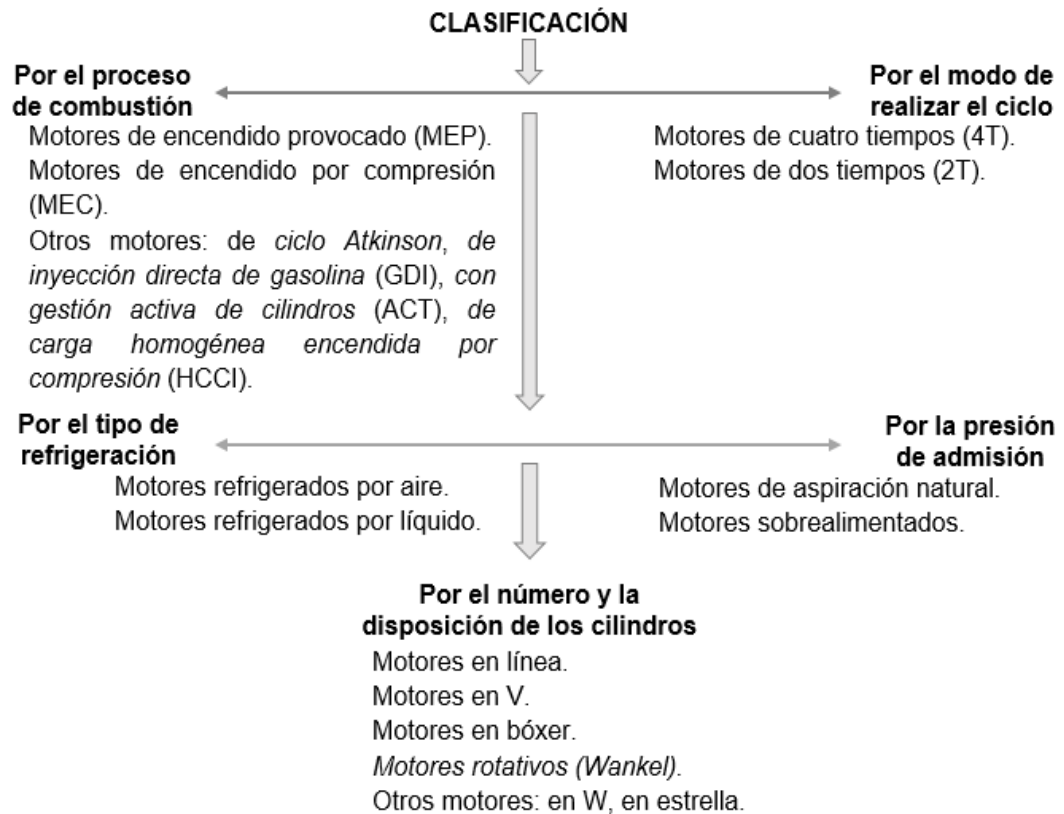 CLASIFICACIÓN
Por el proceso
de combustión
Motores de encendido provocado (MEP).
Motores de encendido por compresión
(MEC).
Otros motores: de ciclo Atkinson, de
inyección directa de gasolina (GDI), con
gestión activa de cilindros (ACT), de
carga homogénea encendida por
compresión (HCCI).
Por el modo de
realizar el ciclo
Motores de cuatro tiempos (4T).
Motores de dos tiempos (2T).
Por el tipo de
refrigeración
Motores refrigerados por aire.
Motores refrigerados por líquido.
Por la presión
de admisión
Motores de aspiración natural.
Motores sobrealimentados.
Por el número y la
disposición de los cilindros
Motores en línea.
Motores en V.
Motores en bóxer.
Motores rotativos (Wankel).
Otros motores: en W, en estrella.